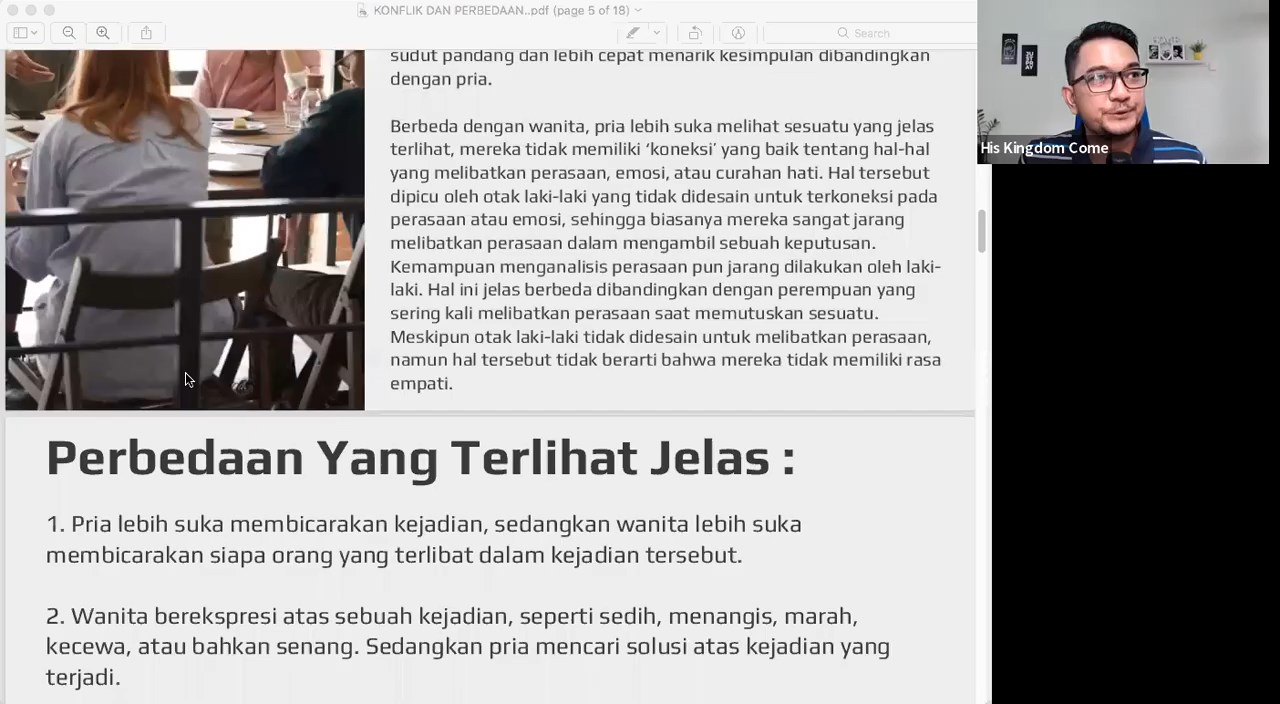 KONFLIK DAN PERBEDAAN..pdf (page 5 of 18)
Search
sudut pandang dan lebih cepat menarik kesimpulan dibandingkan
dengan pria.
Berbeda dengan wanita, pria lebih suka melihat sesuatu yang jelas
terlihat, mereka tidak memiliki ‘koneksi’ yang baik tentang hal-hal
yang melibatkan perasaan, emosi, atau curahan hati. Hal tersebut
dipicu oleh otak laki-laki yang tidak didesain untuk terkoneksi pada
perasaan atau emosi, sehingga biasanya mereka sangat jarang
melibatkan perasaan dalam mengambil sebuah keputusan.
Kemampuan menganalisis perasaan pun jarang dilakukan oleh laki-
laki. Hal ini jelas berbeda dibandingkan dengan perempuan yang
sering kali melibatkan perasaan saat memutuskan sesuatu.
Meskipun otak laki-laki tidak didesain untuk melibatkan perasaan,
namun hal tersebut tidak berarti bahwa mereka tidak memiliki rasa
empati.
Perbedaan Yang Terlihat Jelas :
1. Pria lebih suka membicarakan kejadian, sedangkan wanita lebih suka
membicarakan siapa orang yang terlibat dalam kejadian tersebut.
2. Wanita berekspresi atas sebuah kejadian, seperti sedih, menangis, marah,
kecewa, atau bahkan senang. Sedangkan pria mencari solusi atas kejadian yang
terjadi.
His Kingdom Come